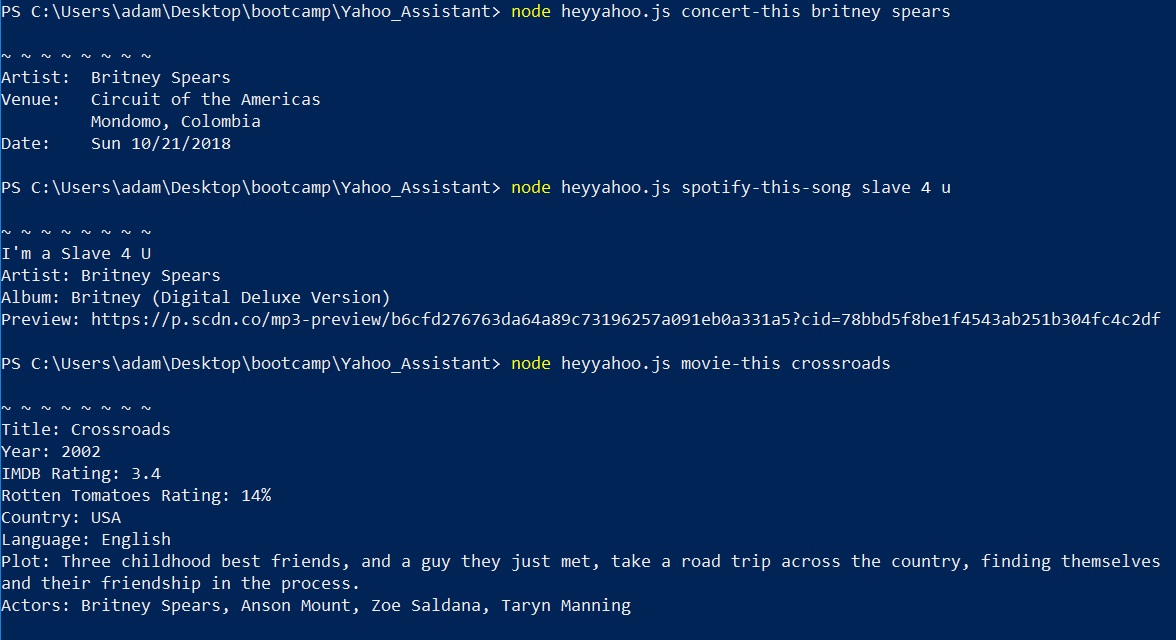 PS C:\Users\adam\Desktop\bootcamp\Yahoo_Assistant> node heyyahoo.js concert-this britney spears
~ ~ ~ ~ ~ ~ ~ ~
Artist:  Britney Spears
Venue:   Circuit of the Americas
         Mondomo, Colombia
Date:    Sun 10/21/2018
PS C:\Users\adam\Desktop\bootcamp\Yahoo_Assistant> node heyyahoo.js spotify-this-song slave 4 u
~ ~ ~ ~ ~ ~ ~ ~
I'm a Slave 4 U
Artist: Britney Spears
Album: Britney (Digital Deluxe Version)
Preview: https://p.scdn.co/mp3-preview/b6cfd276763da64a89c73196257a091eb0a331a5?cid=78bbd5f8be1f4543ab251b304fc4c2df
PS C:\Users\adam\Desktop\bootcamp\Yahoo_Assistant> node heyyahoo.js movie-this crossroads
~ ~ ~ ~ ~ ~ ~ ~
Title: Crossroads
Year: 2002
IMDB Rating: 3.4
Rotten Tomatoes Rating: 14%
Country: USA
Language: English
Plot: Three childhood best friends, and a guy they just met, take a road trip across the country, finding themselves
and their friendship in the process.
Actors: Britney Spears, Anson Mount, Zoe Saldana, Taryn Manning